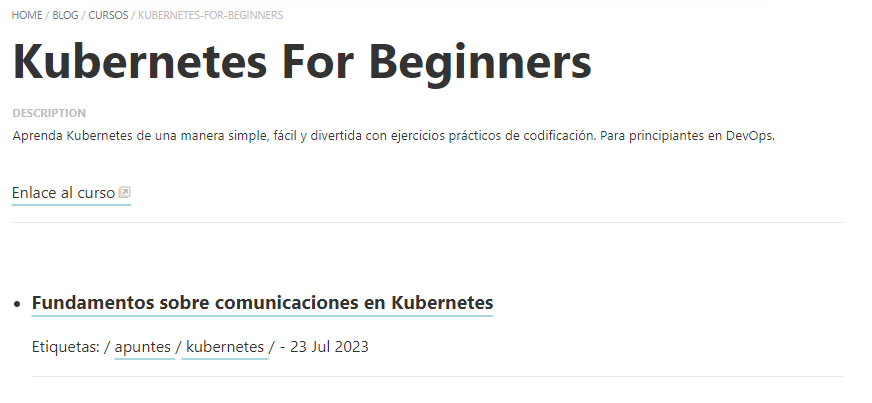 HOME / BLOG / CURSOS / KUBERNETES-FOR-BEGINNERS
Kubernetes For Beginners
DESCRIPTION
Aprenda Kubernetes de una manera simple, fácil y divertida con ejercicios prácticos de codificación. Para principiantes en DevOps.
Enlace al curso
Fundamentos sobre comunicaciones en Kubernetes
Etiquetas: / apuntes / kubernetes / - 23 Jul 2023